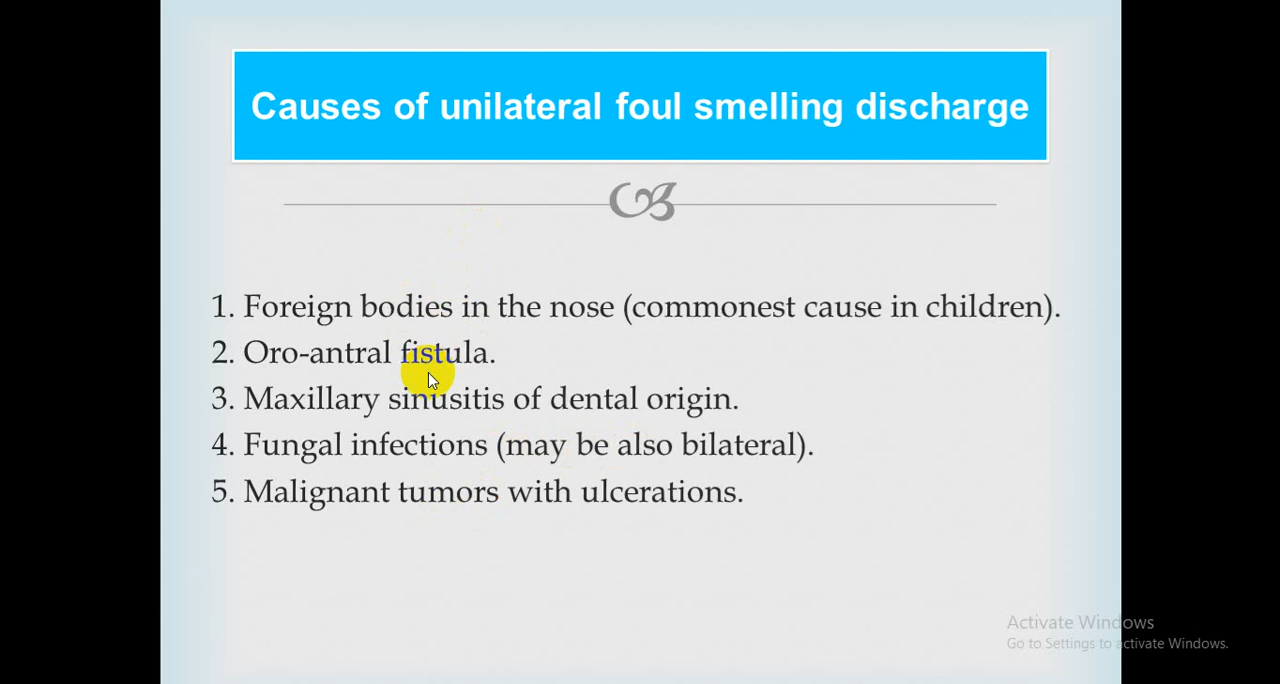 Causes of unilateral foul smelling discharge
1. Foreign bodies in the nose (commonest cause in children).
2. Oro-antral fistula.
3. Maxillary sinusitis of dental origin.
4. Fungal infections (may be also bilateral).
5. Malignant tumors with ulcerations.
Activate Windows
Go to Settings to activate Windows.